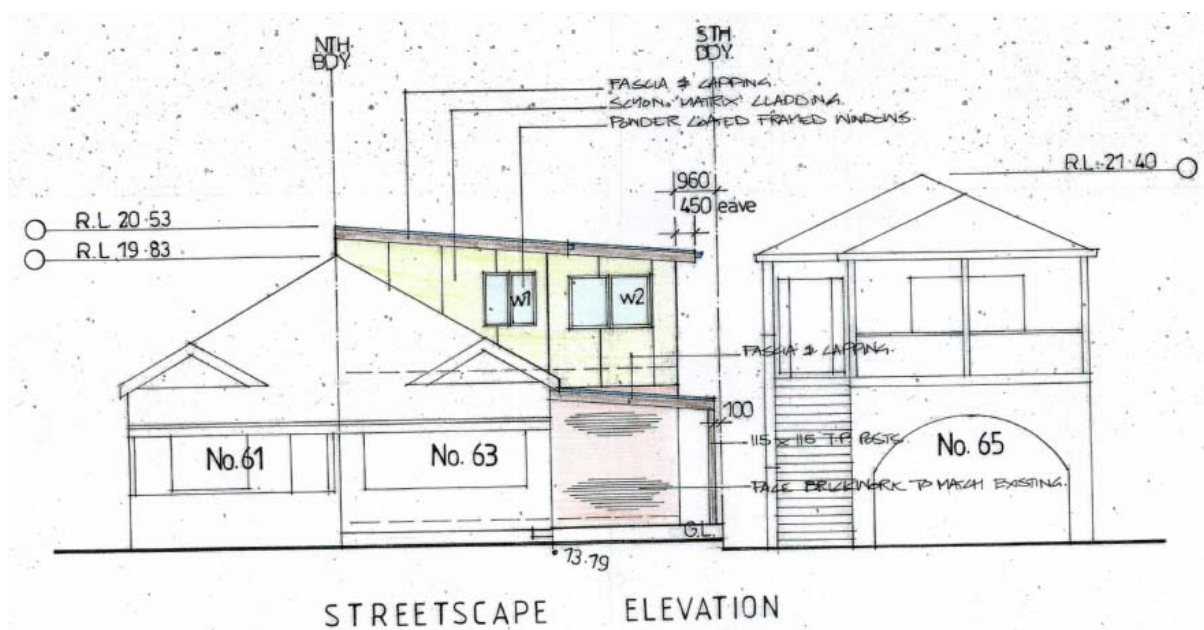 NTH. BDY.
STH. BDY.
FASCIA & CAPPING.
SCYON 'MATRIX' CLADDING.
POWDER COATED FRAMED WINDOWS.
R.L. 21.40
960
450 eave
R.L 20.53
R.L 19.83
W1
W2
FASCIA & CAPPING.
100
No.61
No. 63
115 x 115 T.P. POSTS.
No. 65
FACE BRICKWORK TO MATCH EXISTING.
G.L.
13.79
STREETSCAPE ELEVATION